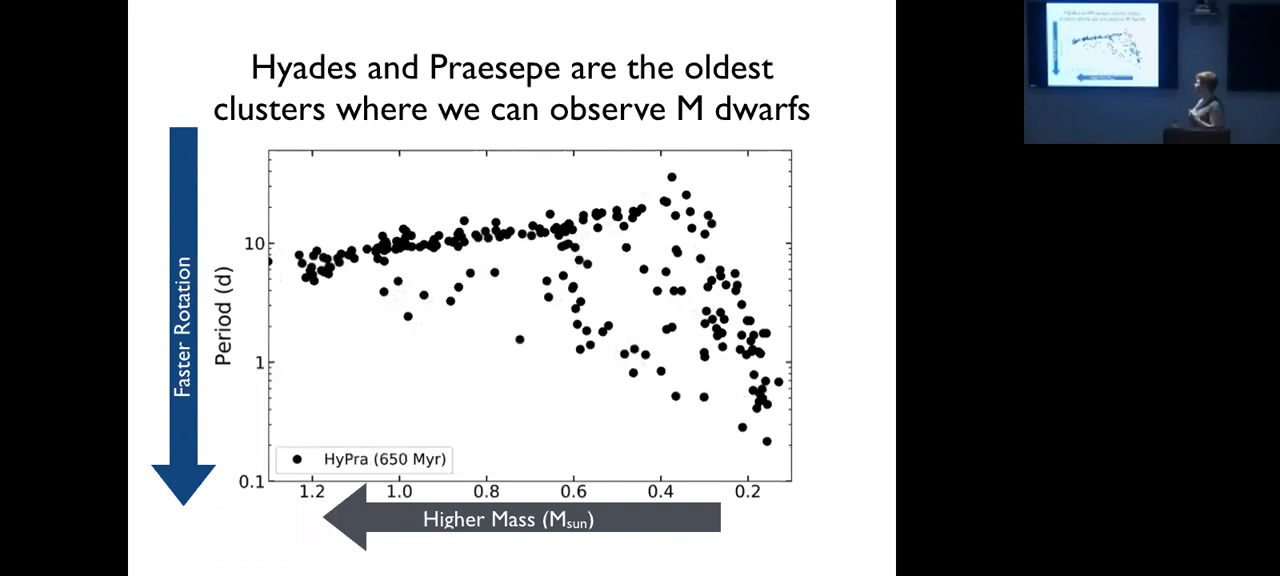 Hyades and Praesepe are the oldest
clusters where we can observe M dwarfs
Faster Rotation
Period (d)
10
1
0.1
HyPra (650 Myr)
1.2 1.0 0.8 0.6 0.4 0.2
Higher Mass (Msun)